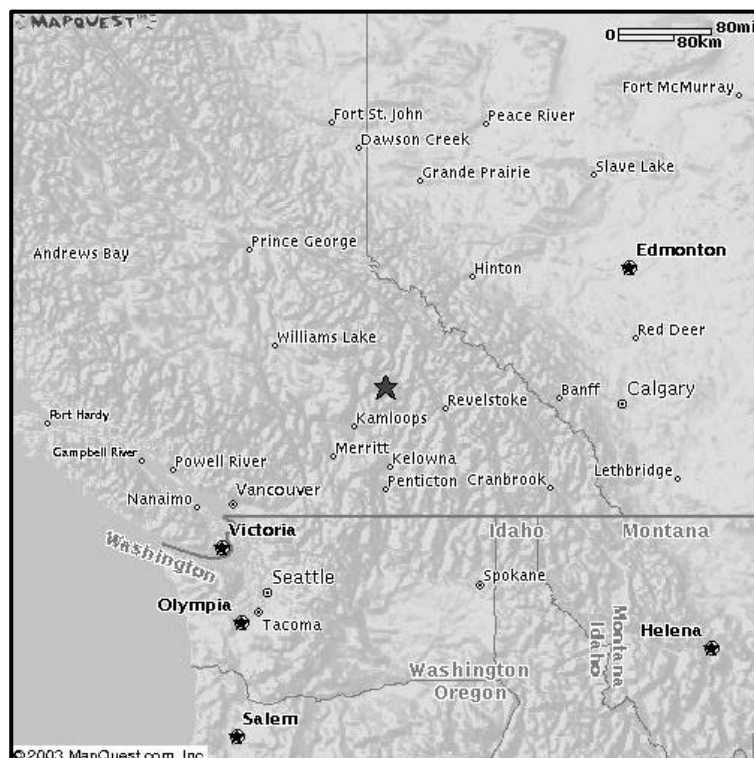 MAPQUEST
80mi
0
80km
Fort McMurray
Fort St. John
Peace River
Dawson Creek
Slave Lake
Grande Prairie
Prince George
Andrews Bay
Edmonton
Hinton
Red Deer
Williams Lake
Banff
Calgary
Revelstoke
Port Hardy
Kamloops
Merritt
Campbell River
Powell River
Kelowna
Cranbrook
Lethbridge
Penticton
Vancouver
Nanaimo
Victoria
Idaho
Montana
Washington
Seattle
Spokane
Olympia
Tacoma
Montana
Idaho
Helena
Washington
Oregon
Salem
©2003 MapQuest.com, Inc